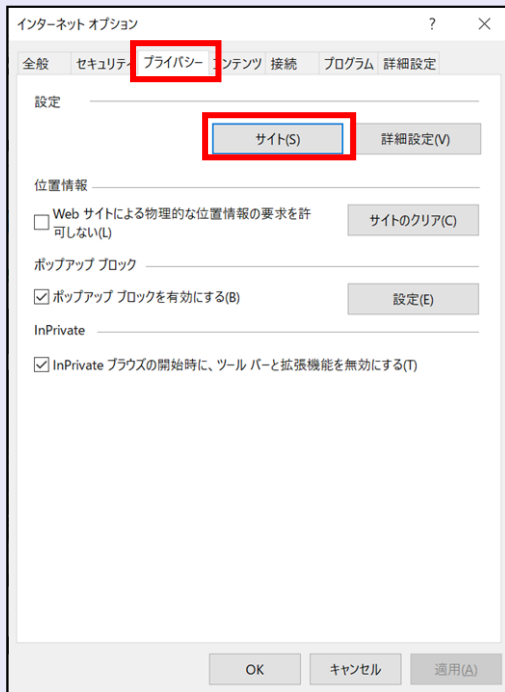 インターネット オプション ? ×
全般 セキュリティ プライバシー コンテンツ 接続 プログラム 詳細設定
設定
サイト(S) 詳細設定(V)
位置情報
Web サイトによる物理的な位置情報の要求を許
可しない(L)
サイトのクリア(C)
ポップアップ ブロック
ポップアップ ブロックを有効にする(B) 設定(E)
InPrivate
InPrivate ブラウズの開始時に、ツール バーと拡張機能を無効にする(T)
OK キャンセル 適用(A)